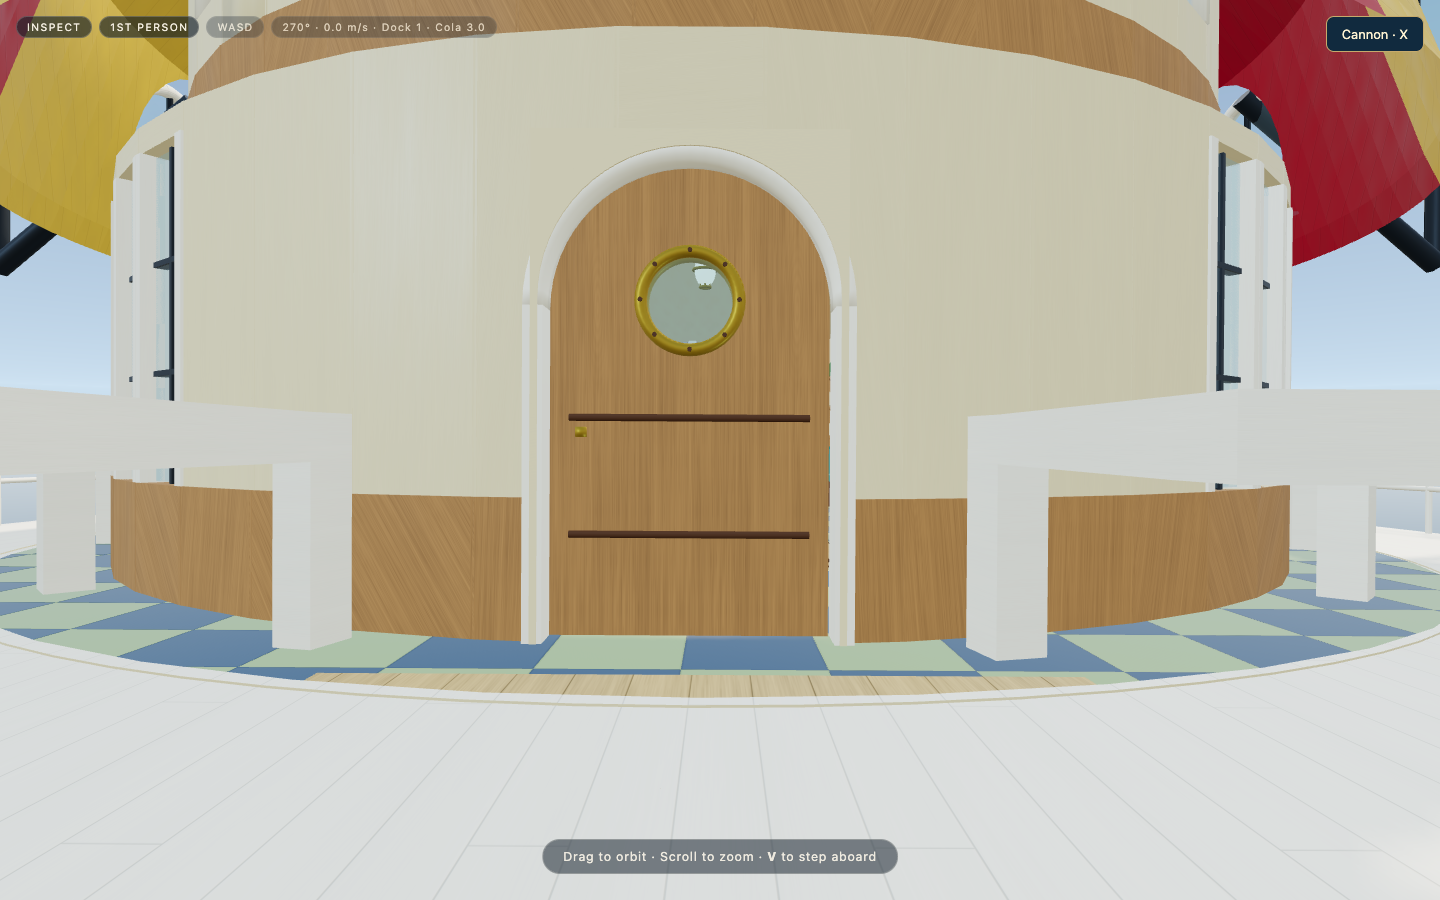 INSPECT 1ST PERSON WASD 270° · 0.0 m/s · Dock 1 · Cola 3.0
Cannon · X
Drag to orbit · Scroll to zoom · V to step aboard